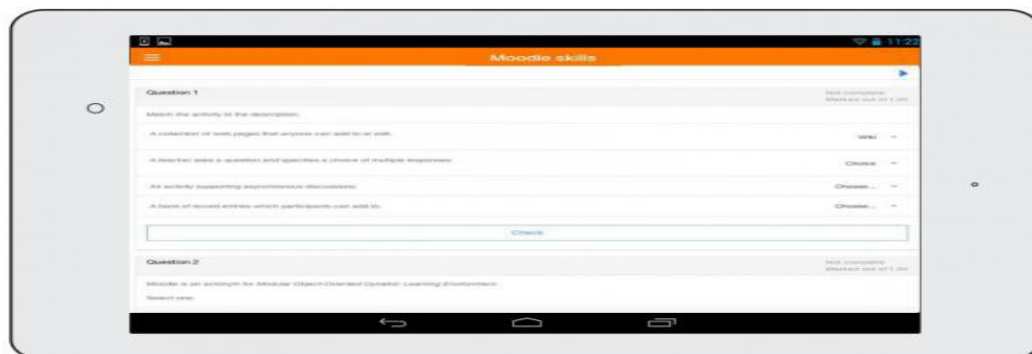 11:22
Moodle skills
Question 1
Not complete
Marked out of 1.00
Match the activity to the description.
A collection of web pages that anyone can add to or edit.
Wiki
A teacher asks a question and specifies a choice of multiple responses.
Choice
An activity supporting asynchronous discussions.
Choose...
A bank of record entries which participants can add to.
Choose...
Check
Question 2
Not complete
Marked out of 1.00
Moodle is an acronym for Modular Object-Oriented Dynamic Learning Environment.
Select one: